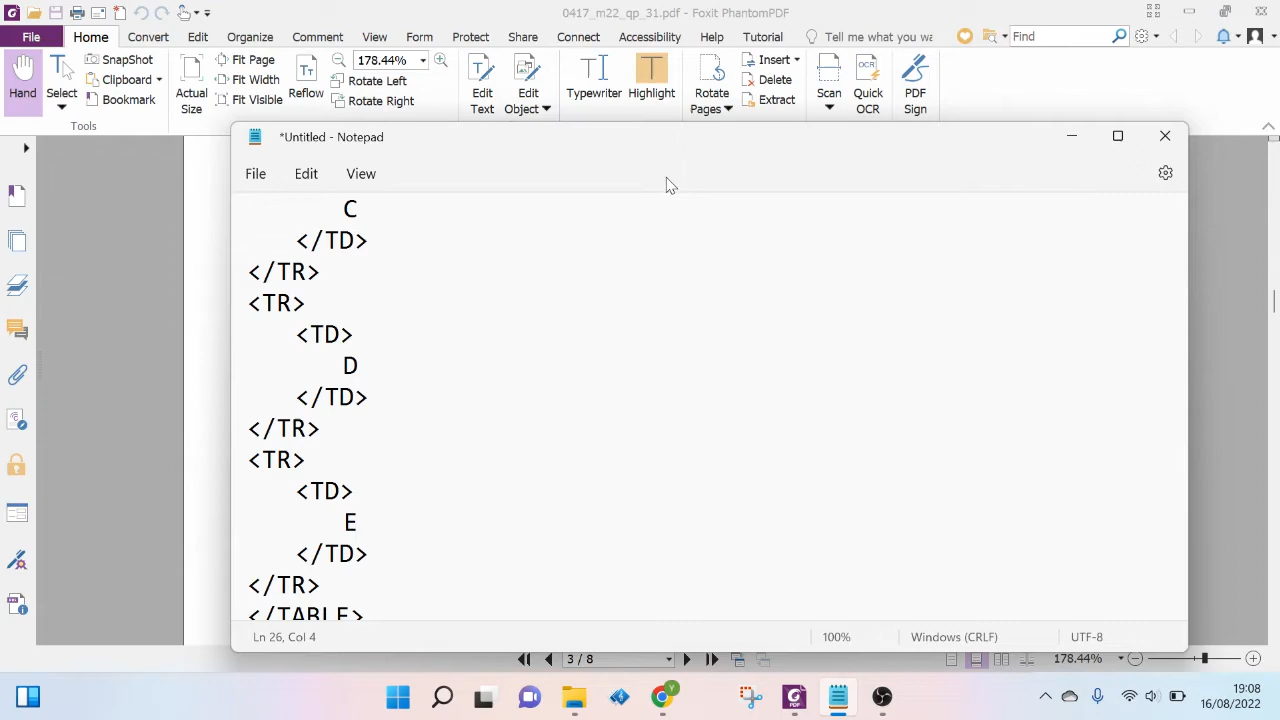 0417_m22_qp_31.pdf - Foxit PhantomPDF
File Home Convert Edit Organize Comment View Form Protect Share Connect Accessibility Help Tutorial Tell me what you wa Find
SnapShot Fit Page 178.44% Insert
Clipboard Fit Width Rotate Left Delete
Hand Select Bookmark Actual Fit Visible Reflow Rotate Right Edit Edit Typewriter Highlight Rotate Extract Scan Quick PDF
Size Text Object Pages OCR Sign
Tools
*Untitled - Notepad
File Edit View
C
</TD>
</TR>
<TR>
<TD>
D
</TD>
</TR>
<TR>
<TD>
E
</TD>
</TR>
</TABLE>
Ln 26, Col 4 100% Windows (CRLF) UTF-8
3 / 8 178.44%
19:08
16/08/2022